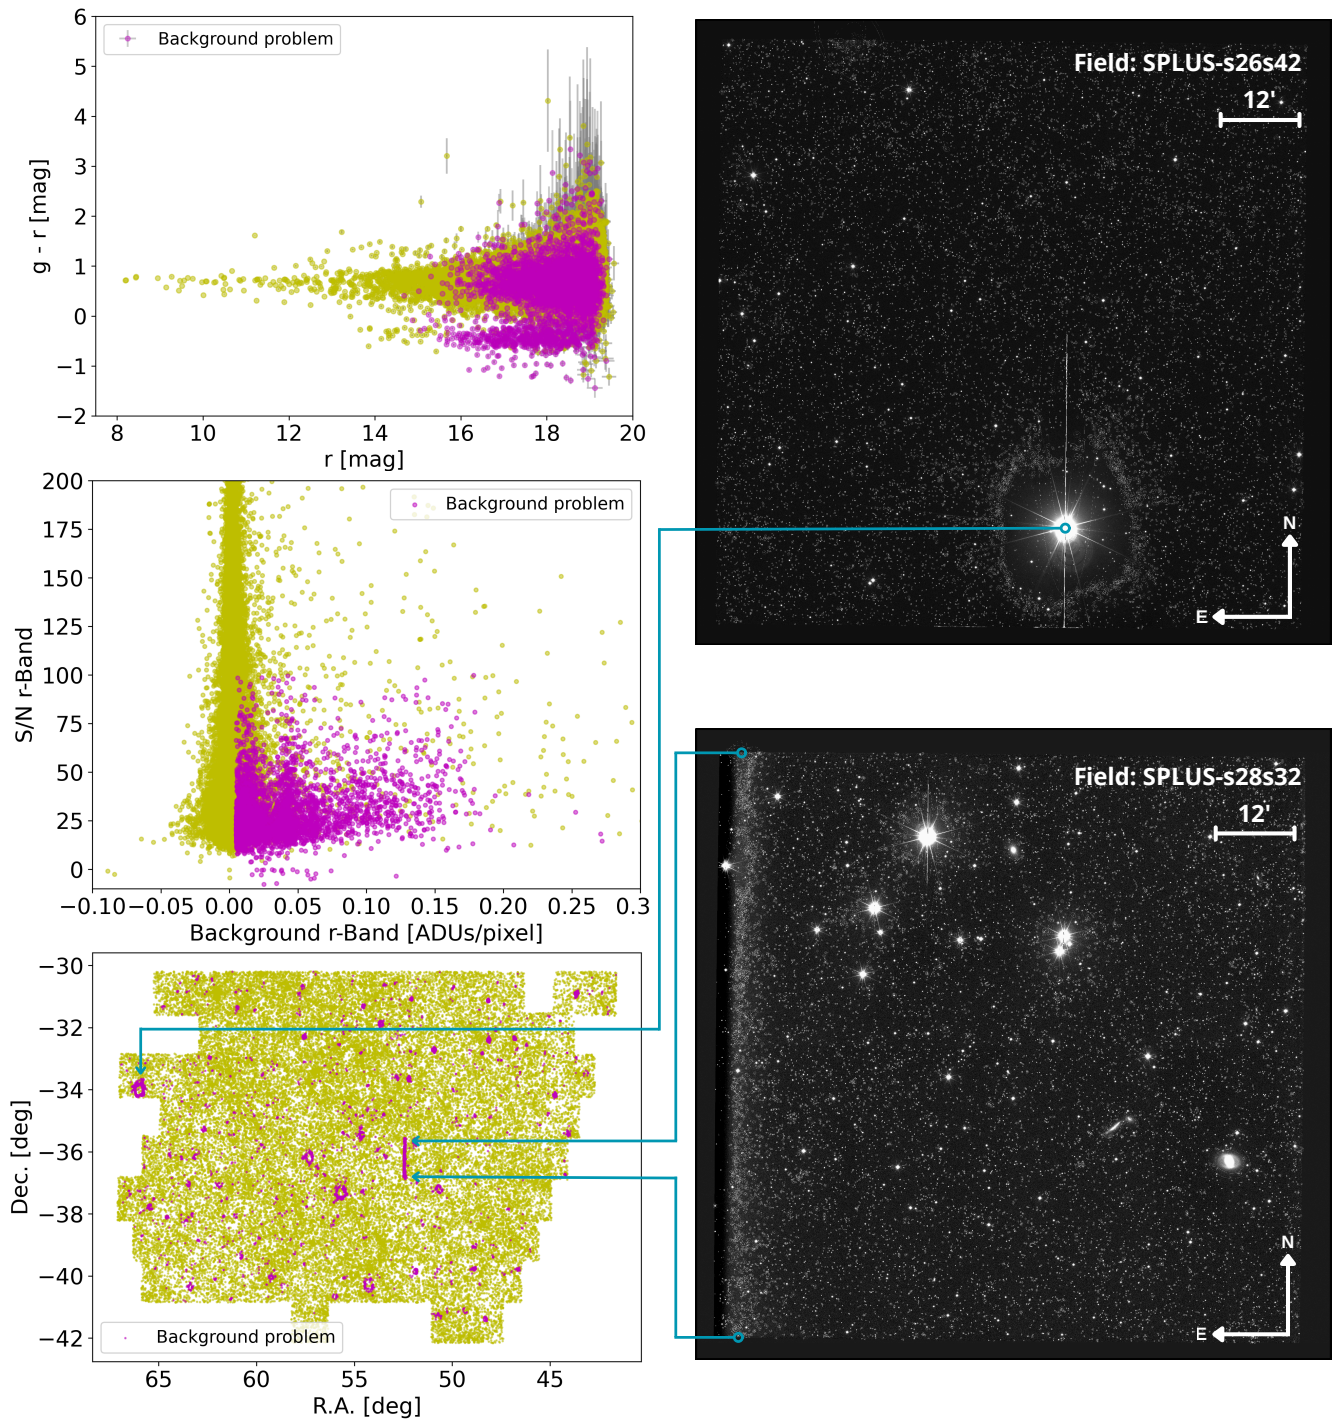 6
5
4
3
2
1
0
−1
−2
g - r [mag]
Background problem
8 10 12 14 16 18 20
r [mag]
200
175
150
125
100
75
50
25
0
S/N r-Band
Background problem
−0.10 −0.05 0.00 0.05 0.10 0.15 0.20 0.25 0.3
Background r-Band [ADUs/pixel]
−30
−32
−34
−36
−38
−40
−42
Dec. [deg]
Background problem
65 60 55 50 45
R.A. [deg]
Field: SPLUS-s26s42
12'
N
E
Field: SPLUS-s28s32
12'
N
E